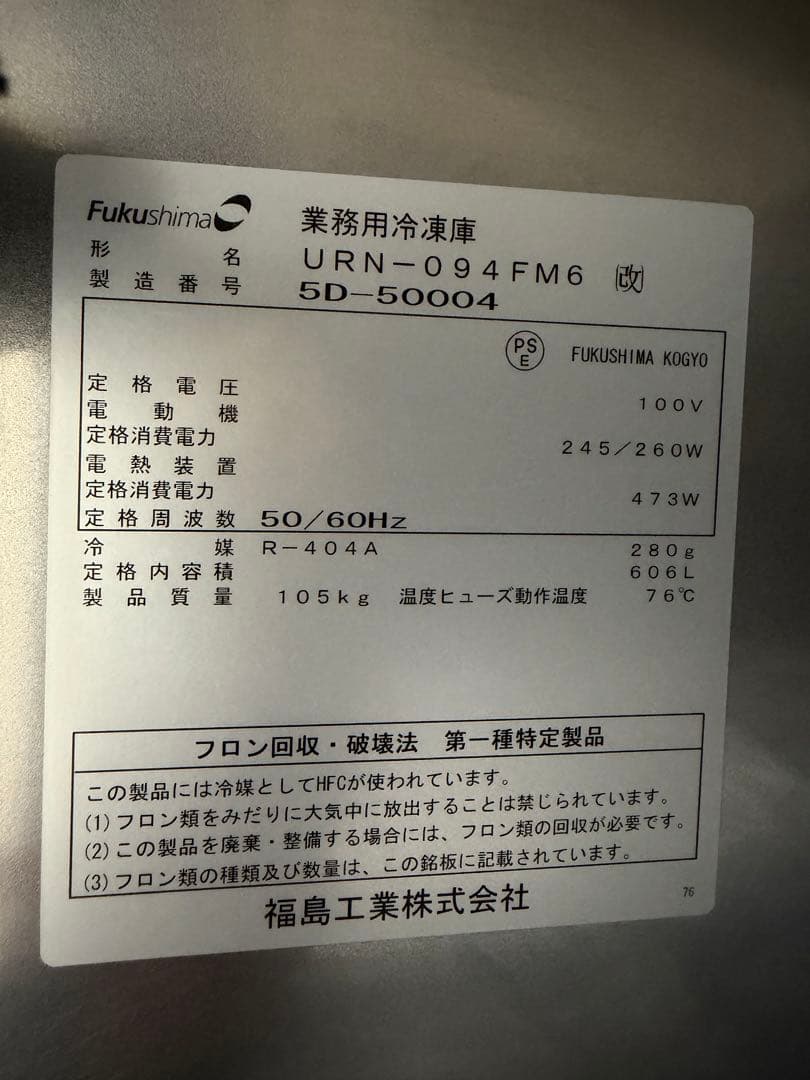 Fukushima 業務用冷凍庫
形名 URN-094FM6 改
製造番号 5D-50004
PSE FUKUSHIMA KOGYO
定格電圧 100V
電動機
定格消費電力 245/260W
電熱装置
定格消費電力 473W
定格周波数 50/60Hz
冷媒 R-404A 280g
定格内容積 606L
製品質量 105kg 温度ヒューズ動作温度 76℃
フロン回収・破壊法 第一種特定製品
この製品には冷媒としてHFCが使われています。
(1) フロン類をみだりに大気中に放出することは禁じられています。
(2) この製品を廃棄・整備する場合には、フロン類の回収が必要です。
(3) フロン類の種類及び数量は、この銘板に記載されています。
福島工業株式会社
76